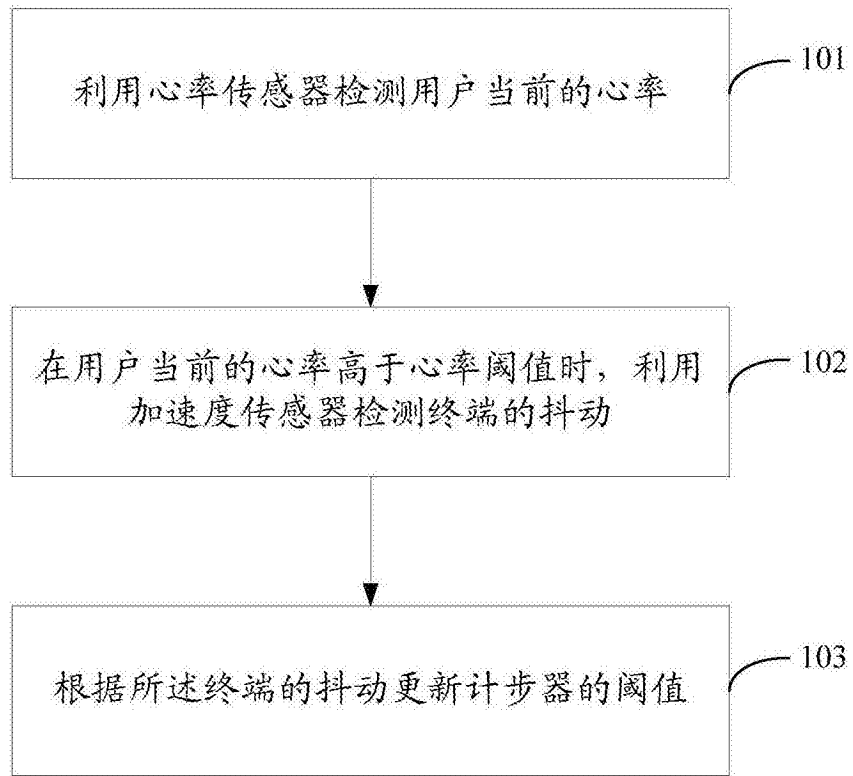 利用心率传感器检测用户当前的心率
101
在用户当前的心率高于心率阈值时，利用
加速度传感器检测终端的抖动
102
根据所述终端的抖动更新计步器的阈值
103